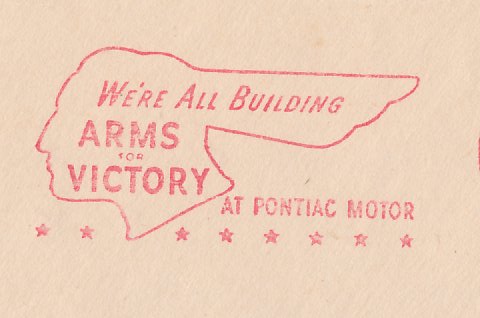 WE'RE ALL BUILDING
ARMS
FOR
VICTORY
AT PONTIAC MOTOR